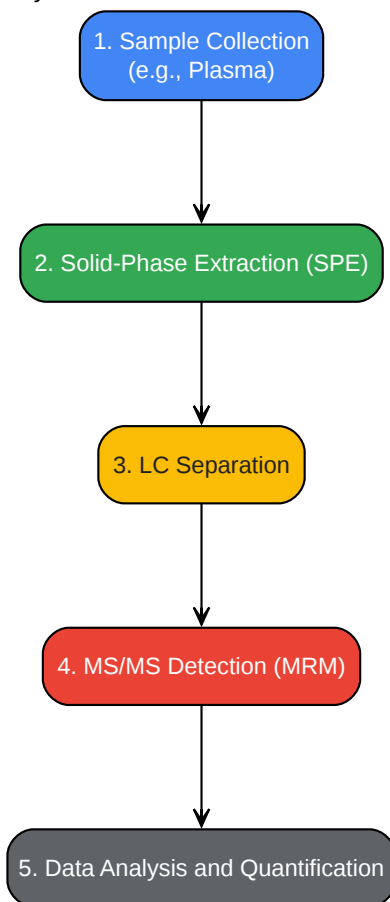 1. Sample Collection
(e.g., Plasma)
2. Solid-Phase Extraction (SPE)
3. LC Separation
4. MS/MS Detection (MRM)
5. Data Analysis and Quantification